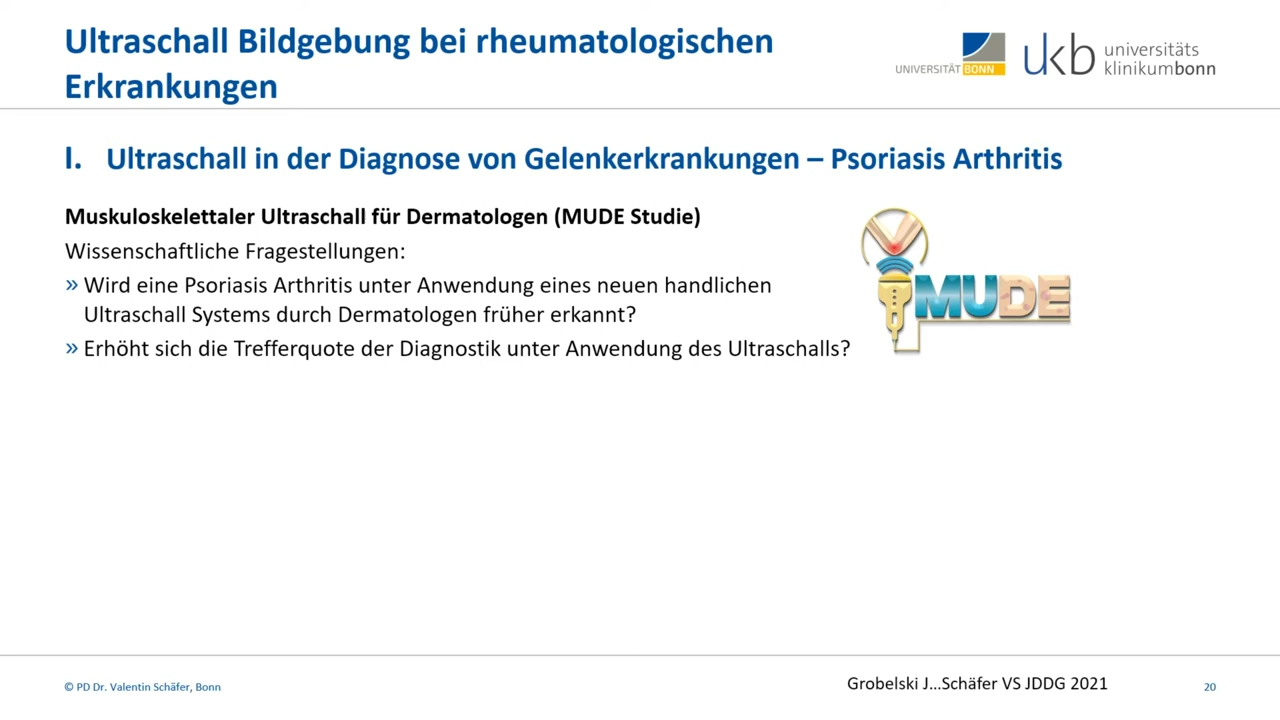 Ultraschall Bildgebung bei rheumatologischen
Erkrankungen
UNIVERSITÄT BONN
ukb universitäts
klinikumbonn
I. Ultraschall in der Diagnose von Gelenkerkrankungen – Psoriasis Arthritis
Muskuloskelettaler Ultraschall für Dermatologen (MUDE Studie)
Wissenschaftliche Fragestellungen:
» Wird eine Psoriasis Arthritis unter Anwendung eines neuen handlichen
Ultraschall Systems durch Dermatologen früher erkannt?
» Erhöht sich die Trefferquote der Diagnostik unter Anwendung des Ultraschalls?
MUDE
© PD Dr. Valentin Schäfer, Bonn
Grobelski J...Schäfer VS JDDG 2021
20